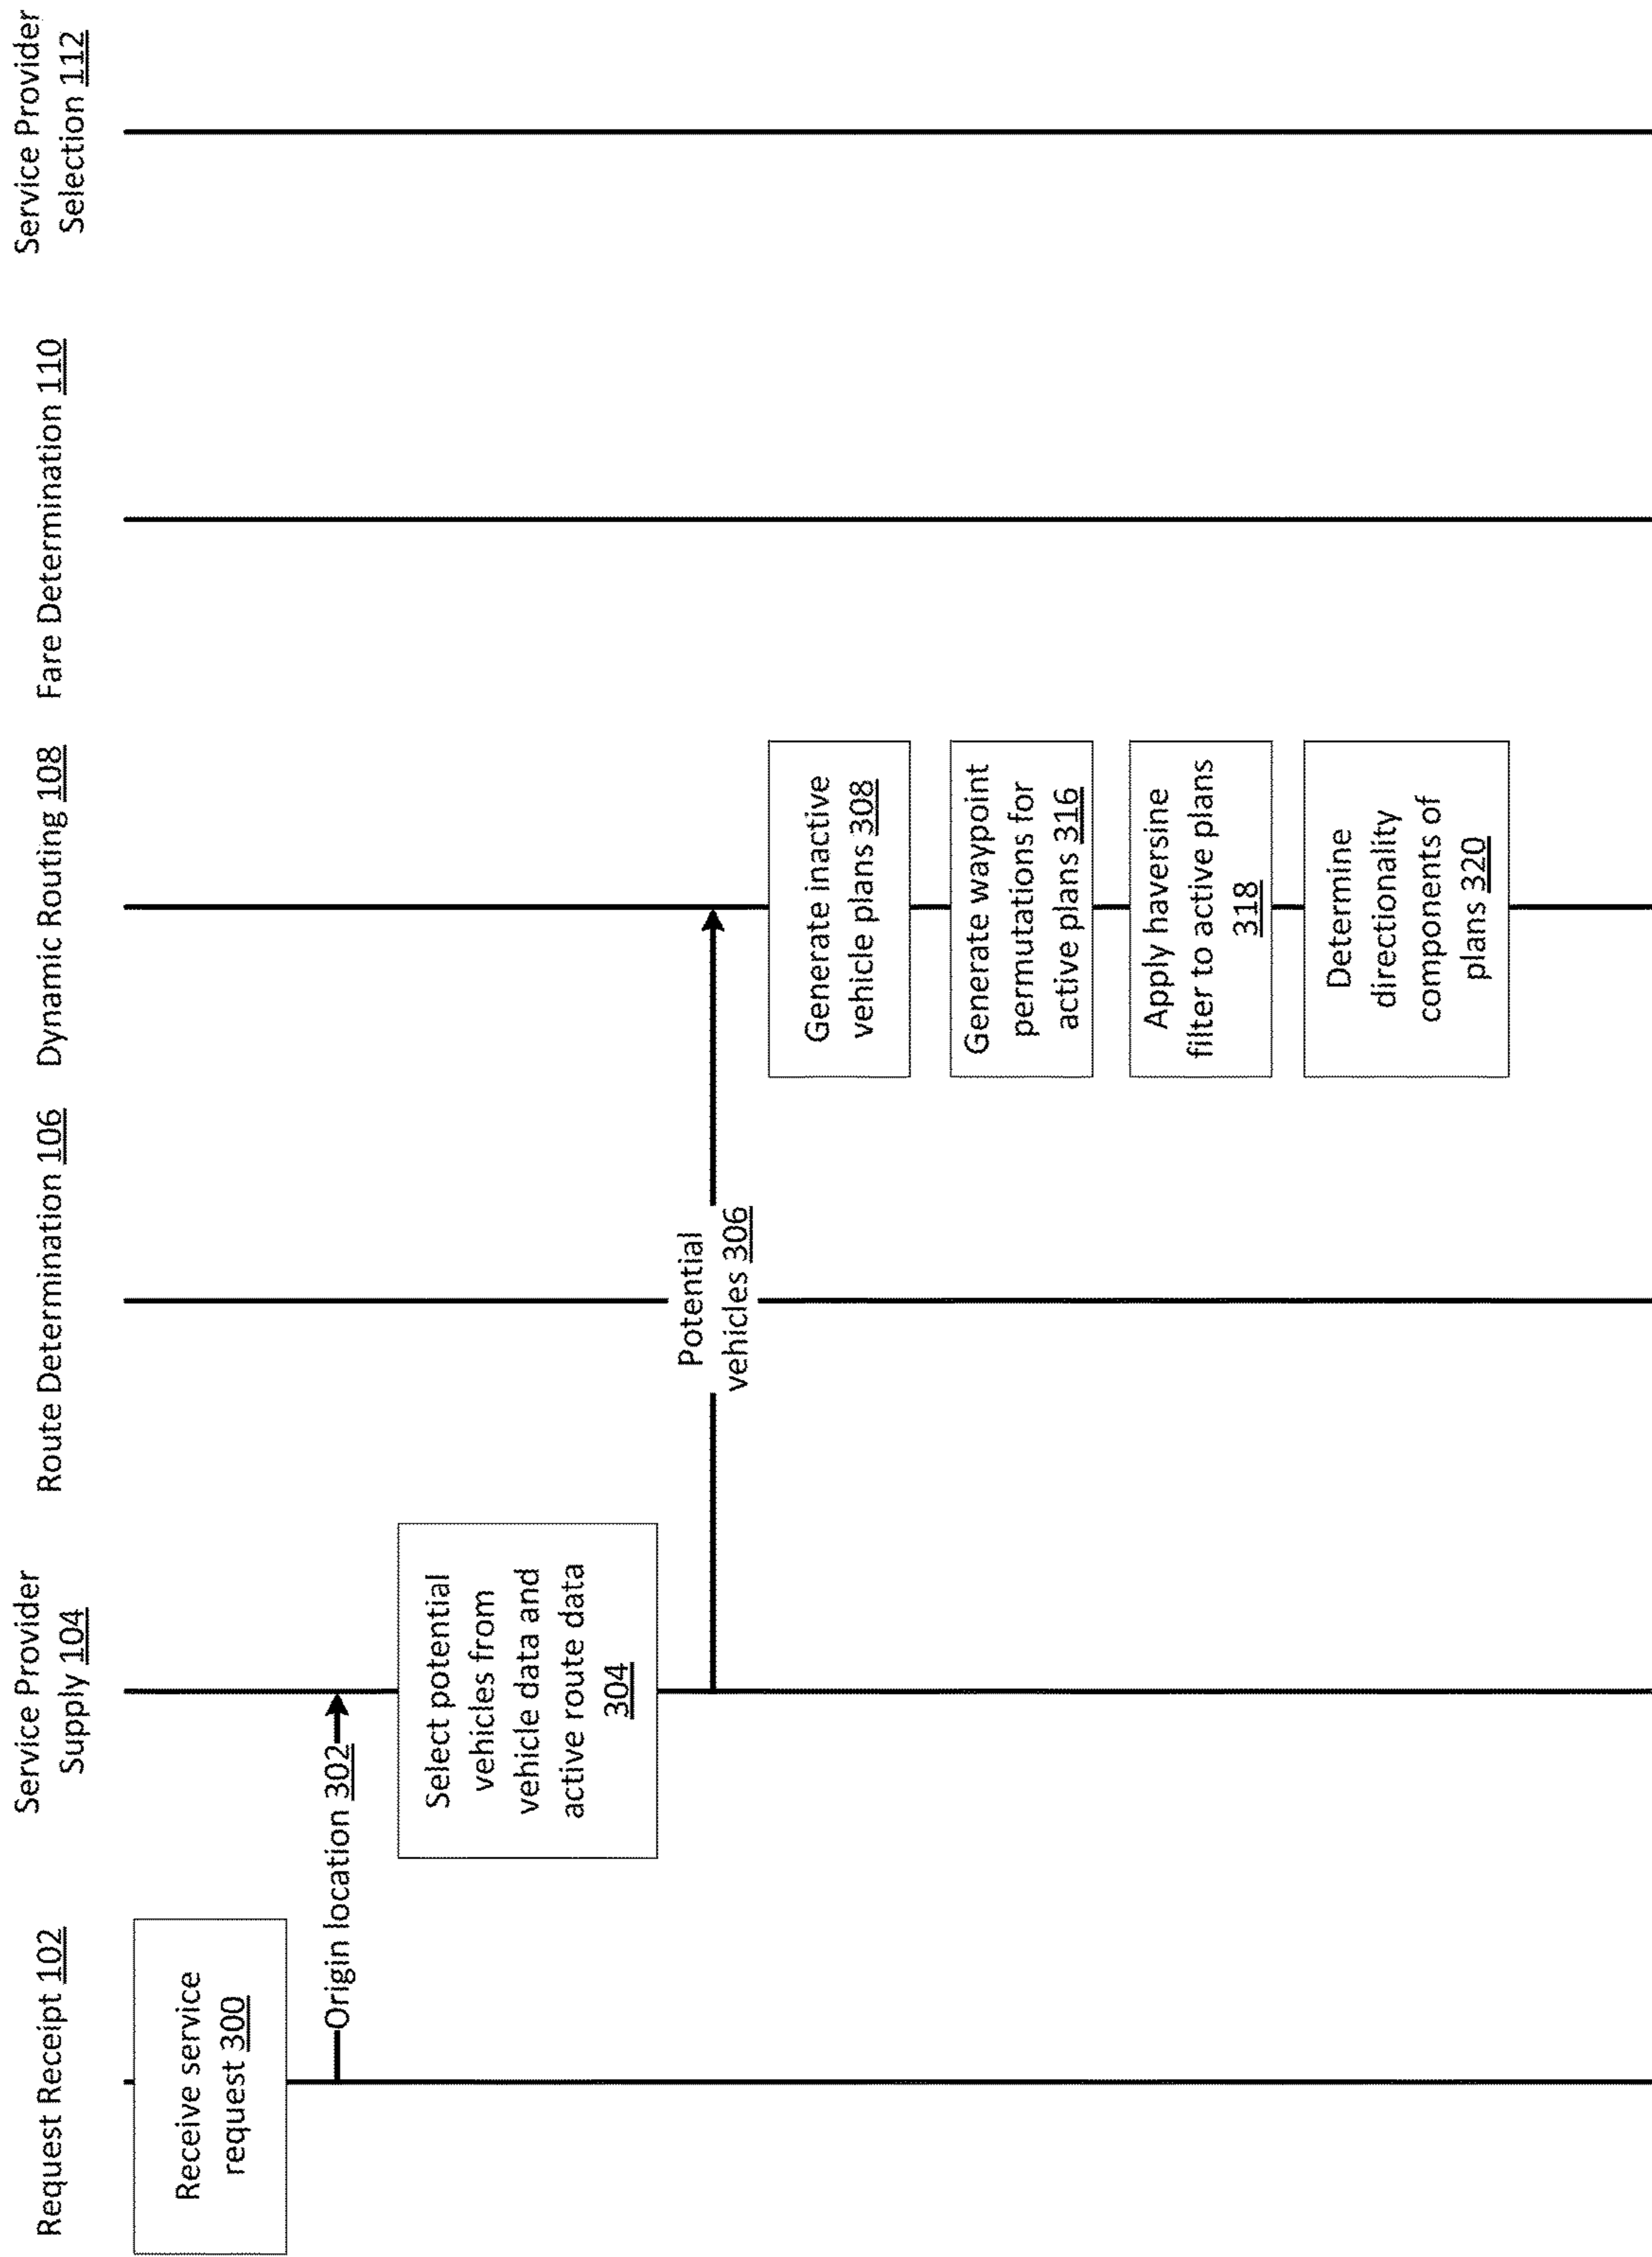 Request Receipt 102
Service Provider
Supply 104
Route Determination 106
Dynamic Routing 108
Fare Determination 110
Service Provider
Selection 112
Receive service
request 300
Origin location 302
Select potential
vehicles from
vehicle data and
active route data
304
Potential
vehicles 306
Generate inactive
vehicle plans 308
Generate waypoint
permutations for
active plans 316
Apply haversine
filter to active plans
318
Determine
directionality
components of
plans 320